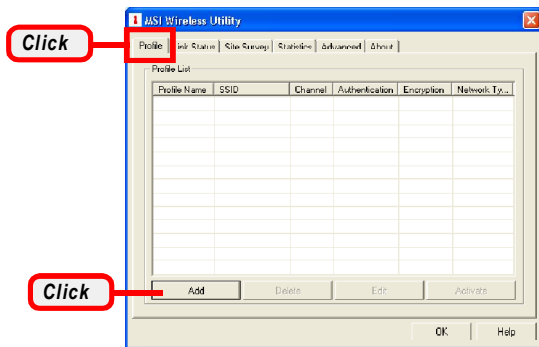 MSI Wireless Utility
Click
Profile Link Status Site Survey Statistics Advanced About
Profile List
Profile Name SSID Channel Authentication Encryption Network Ty...
Click
Add Delete Edit Activate
OK Help